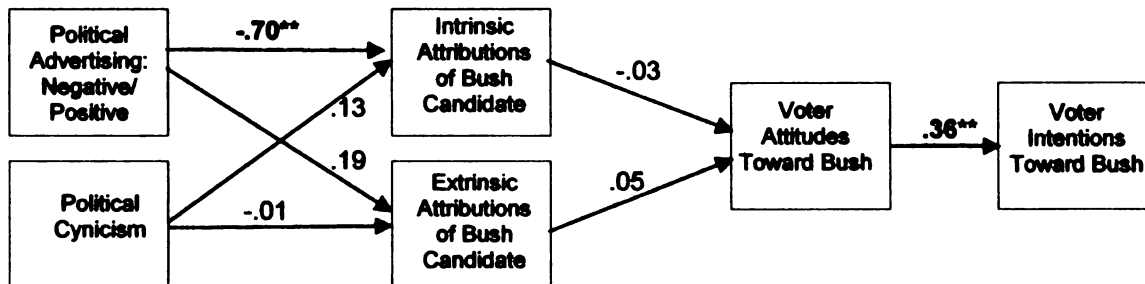 Political
Advertising:
Negative/
Positive
-.70**
Intrinsic
Attributions
of Bush
Candidate
.13
-.03
Voter
Attitudes
Toward Bush
.36**
Voter
Intentions
Toward Bush
Political
Cynicism
.19
-.01
Extrinsic
Attributions
of Bush
Candidate
.05